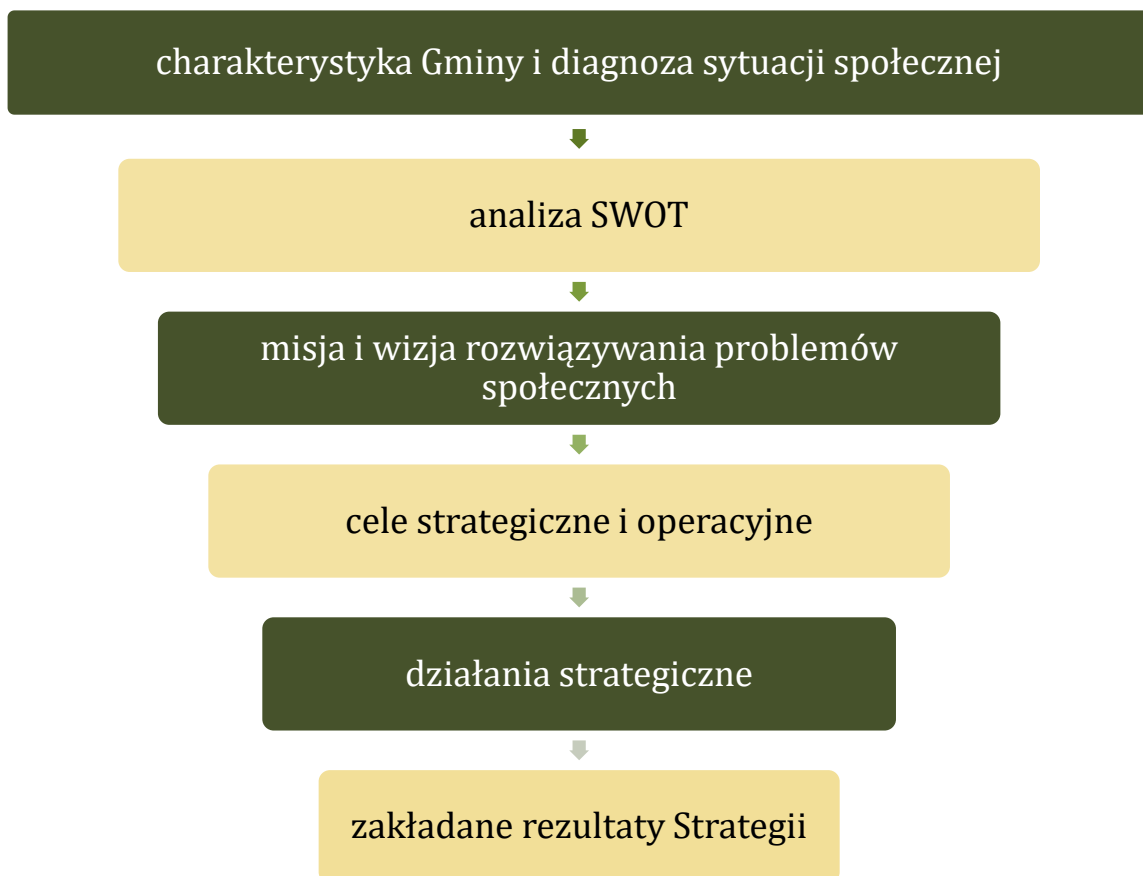 charakterystyka Gminy i diagnoza sytuacji społecznej
analiza SWOT
misja i wizja rozwiązywania problemów
społecznych
cele strategiczne i operacyjne
działania strategiczne
zakładane rezultaty Strategii